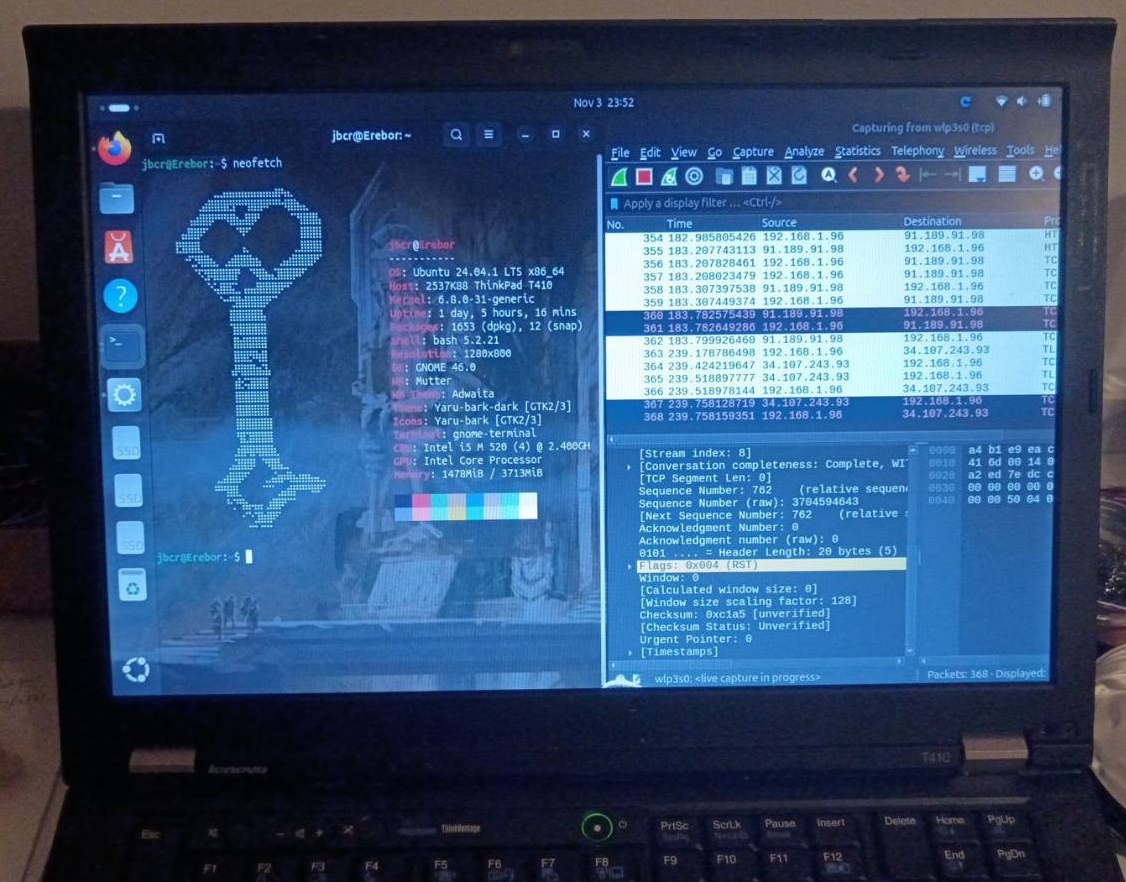 Nov 3 23:52
jbcr@Erebor: ~
jbcr@Erebor:~$ neofetch
jbcr@Erebor
-----------
OS: Ubuntu 24.04.1 LTS x86_64
Host: 2537K88 ThinkPad T410
Kernel: 6.8.0-31-generic
Uptime: 1 day, 5 hours, 16 mins
Packages: 1653 (dpkg), 12 (snap)
Shell: bash 5.2.21
Resolution: 1280x800
DE: GNOME 46.0
WM: Mutter
WM Theme: Adwaita
Theme: Yaru-bark-dark [GTK2/3]
Icons: Yaru-bark [GTK2/3]
Terminal: gnome-terminal
CPU: Intel i5 M 520 (4) @ 2.400GH
GPU: Intel Core Processor
Memory: 1478MiB / 3713MiB
jbcr@Erebor:~$
SSD
SSD
SSD
Capturing from wlp3s0 (tcp)
File Edit View Go Capture Analyze Statistics Telephony Wireless Tools He
Apply a display filter ... <Ctrl-/>
No. Time Source Destination Pro
354 182.985805426 192.168.1.96 91.189.91.98 HT
355 183.207743113 91.189.91.98 192.168.1.96 HT
356 183.207828461 192.168.1.96 91.189.91.98 TC
357 183.208023479 192.168.1.96 91.189.91.98 TC
358 183.307397538 91.189.91.98 192.168.1.96 TC
359 183.307449374 192.168.1.96 91.189.91.98 TC
360 183.782575439 91.189.91.98 192.168.1.96 TC
361 183.782649286 192.168.1.96 91.189.91.98 TC
362 183.799926460 91.189.91.98 192.168.1.96 TC
363 239.178786498 192.168.1.96 34.107.243.93 TL
364 239.424219647 34.107.243.93 192.168.1.96 TC
365 239.518897777 34.107.243.93 192.168.1.96 TL
366 239.518978144 192.168.1.96 34.107.243.93 TC
367 239.758128719 34.107.243.93 192.168.1.96 TC
368 239.758159351 192.168.1.96 34.107.243.93 TC
[Stream index: 8]
[Conversation completeness: Complete, WI
[TCP Segment Len: 0]
Sequence Number: 762 (relative sequen
Sequence Number (raw): 3704594643
[Next Sequence Number: 762 (relative s
Acknowledgment Number: 0
Acknowledgment number (raw): 0
0101 .... = Header Length: 20 bytes (5)
Flags: 0x004 (RST)
Window: 0
[Calculated window size: 0]
[Window size scaling factor: 128]
Checksum: 0xc1a5 [unverified]
[Checksum Status: Unverified]
Urgent Pointer: 0
[Timestamps]
0000 a4 b1 e9 ea c
0010 41 6d 00 14 0
0020 a2 ed 7e dc c
0030 00 00 00 00 0
0040 00 00 50 04 0
wlp3s0: <live capture in progress>
Packets: 368 · Displayed:
lenovo
T410
Esc ThinkVantage PrtSc ScrLk Pause Insert Delete Home PgUp
F1 F2 F3 F4 F5 F6 F7 F8 F9 F10 F11 F12 End PgDn